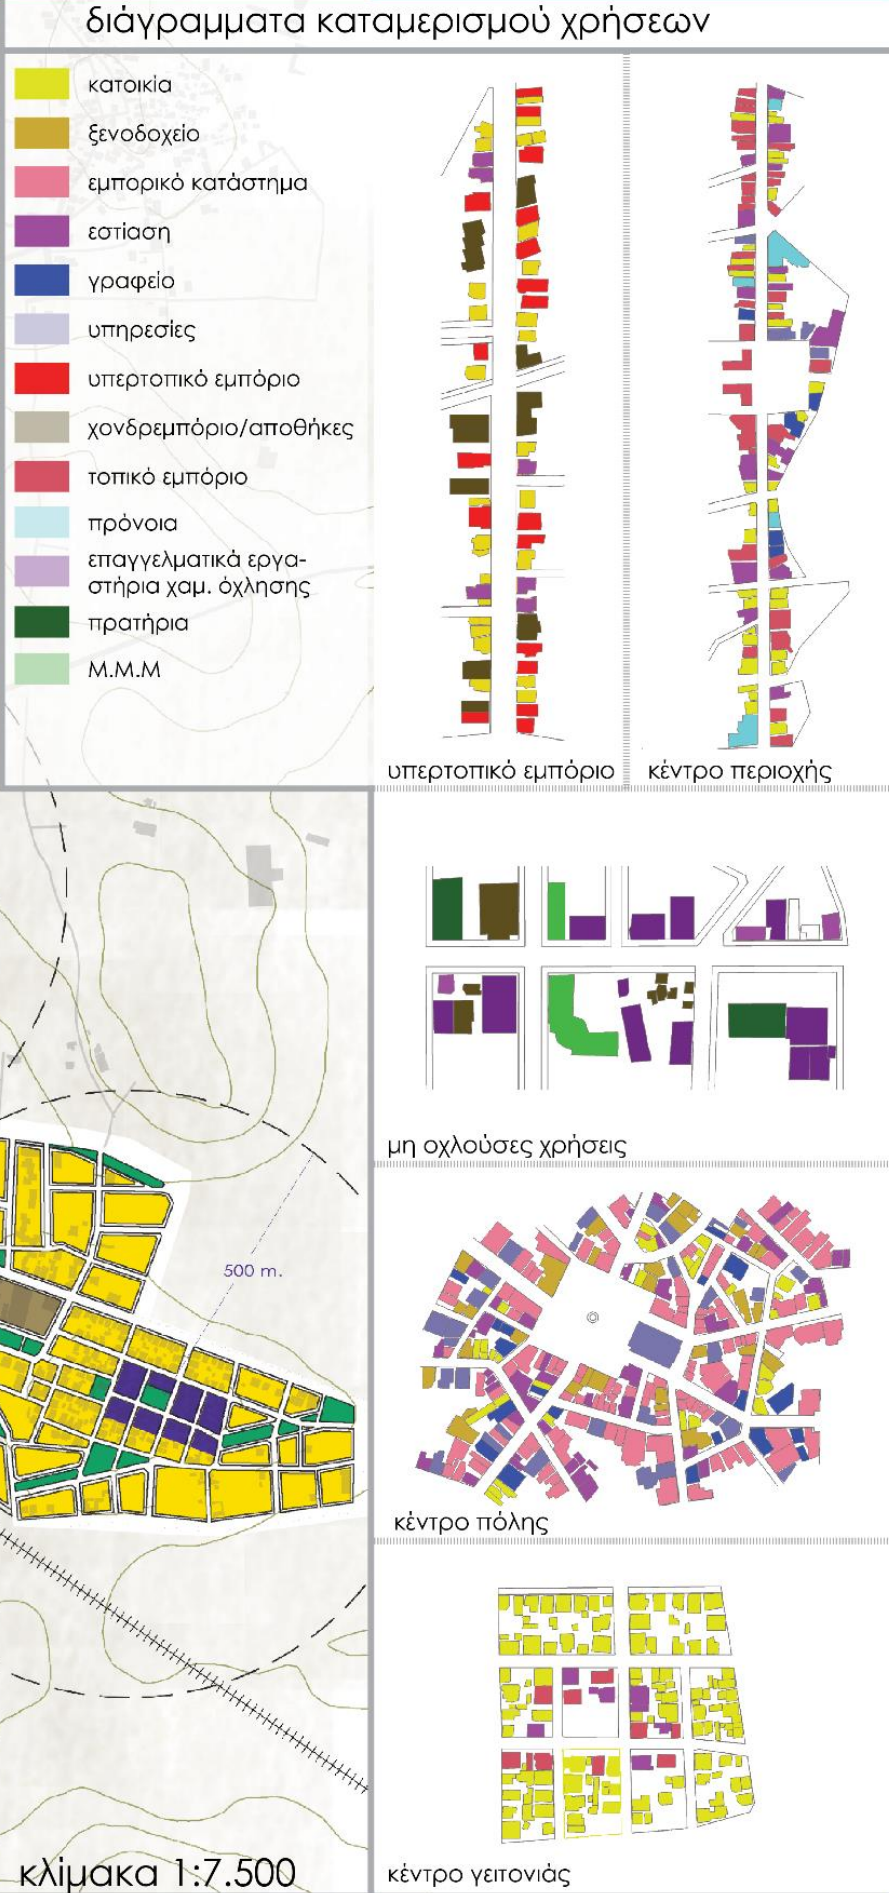 διάγραμματα καταμερισμού χρήσεων
κατοικία
ξενοδοχείο
εμπορικό κατάστημα
εστίαση
γραφείο
υπηρεσίες
υπερτοπικό εμπόριο
χονδρεμπόριο/αποθήκες
τοπικό εμπόριο
πρόνοια
επαγγελματικά εργα-
στήρια χαμ. όχλησης
πρατήρια
Μ.Μ.Μ
υπερτοπικό εμπόριο
κέντρο περιοχής
μη οχλούσες χρήσεις
500 m.
κέντρο πόλης
κλίμακα 1:7.500
κέντρο γειτονιάς